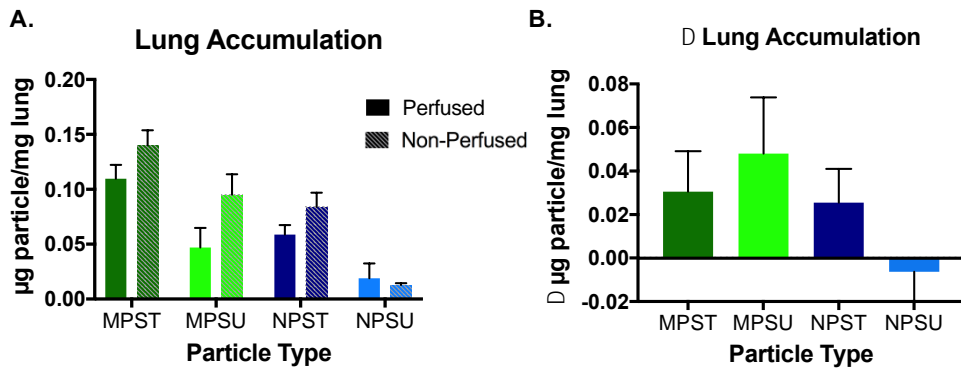 A.
Lung Accumulation
µg particle/mg lung
0.20
0.15
0.10
0.05
0.00
Perfused
Non-Perfused
MPST MPSU NPST NPSU
Particle Type
B.
D Lung Accumulation
D µg particle/mg lung
0.08
0.06
0.04
0.02
0.00
-0.02
MPST MPSU NPST NPSU
Particle Type